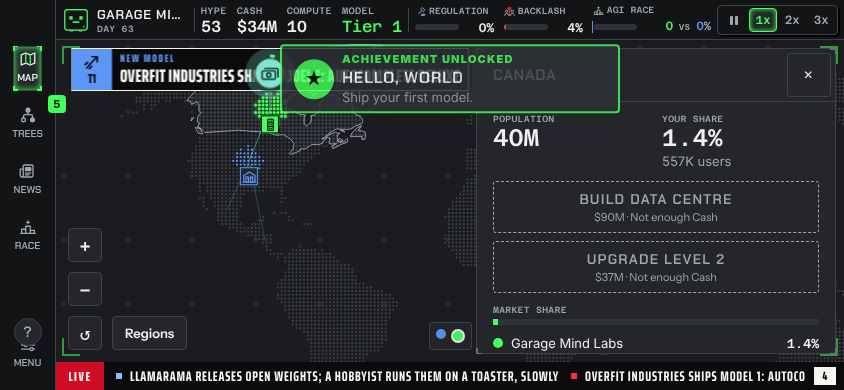 GARAGE MI...
DAY 63
HYPE
53
CASH
$34M
COMPUTE
10
MODEL
Tier 1
REGULATION
0%
BACKLASH
4%
AGI RACE
0 vs 0%
1x
2x
3x
MAP
5
TREES
NEWS
RACE
?
MENU
NEW MODEL
T1
OVERFIT INDUSTRIES SH
ACHIEVEMENT UNLOCKED
HELLO, WORLD
Ship your first model.
CANADA
×
POPULATION
40M
YOUR SHARE
1.4%
557K users
BUILD DATA CENTRE
$90M · Not enough Cash
UPGRADE LEVEL 2
$37M · Not enough Cash
MARKET SHARE
Garage Mind Labs
1.4%
+
−
↺
Regions
LIVE
LLAMARAMA RELEASES OPEN WEIGHTS; A HOBBYIST RUNS THEM ON A TOASTER, SLOWLY
OVERFIT INDUSTRIES SHIPS MODEL 1: AUTOCO
4